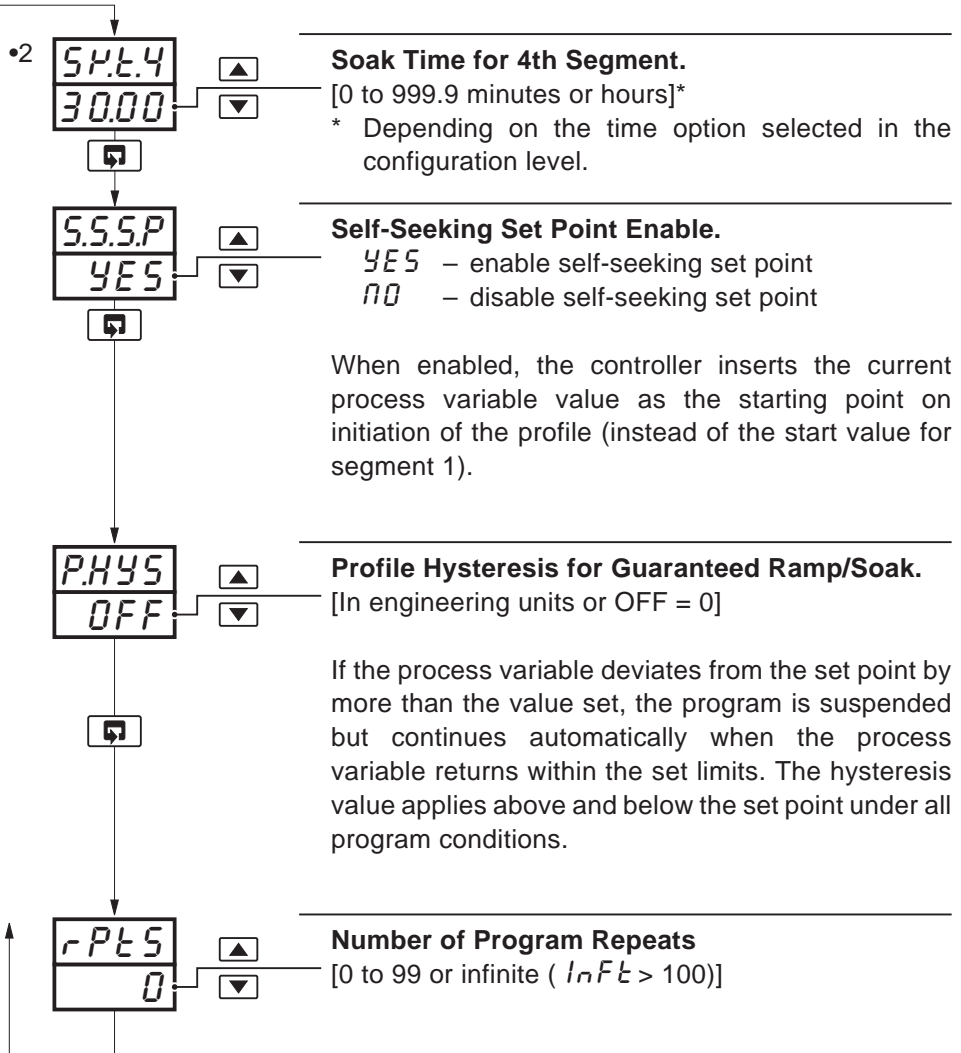 •2
SK.t.4
30.00
Soak Time for 4th Segment.
[0 to 999.9 minutes or hours]*
* Depending on the time option selected in the
configuration level.
S.S.S.P
YES
Self-Seeking Set Point Enable.
YES – enable self-seeking set point
NO – disable self-seeking set point
When enabled, the controller inserts the current
process variable value as the starting point on
initiation of the profile (instead of the start value for
segment 1).
P.HYS
OFF
Profile Hysteresis for Guaranteed Ramp/Soak.
[In engineering units or OFF = 0]
If the process variable deviates from the set point by
more than the value set, the program is suspended
but continues automatically when the process
variable returns within the set limits. The hysteresis
value applies above and below the set point under all
program conditions.
rPtS
0
Number of Program Repeats
[0 to 99 or infinite ( InFt > 100)]